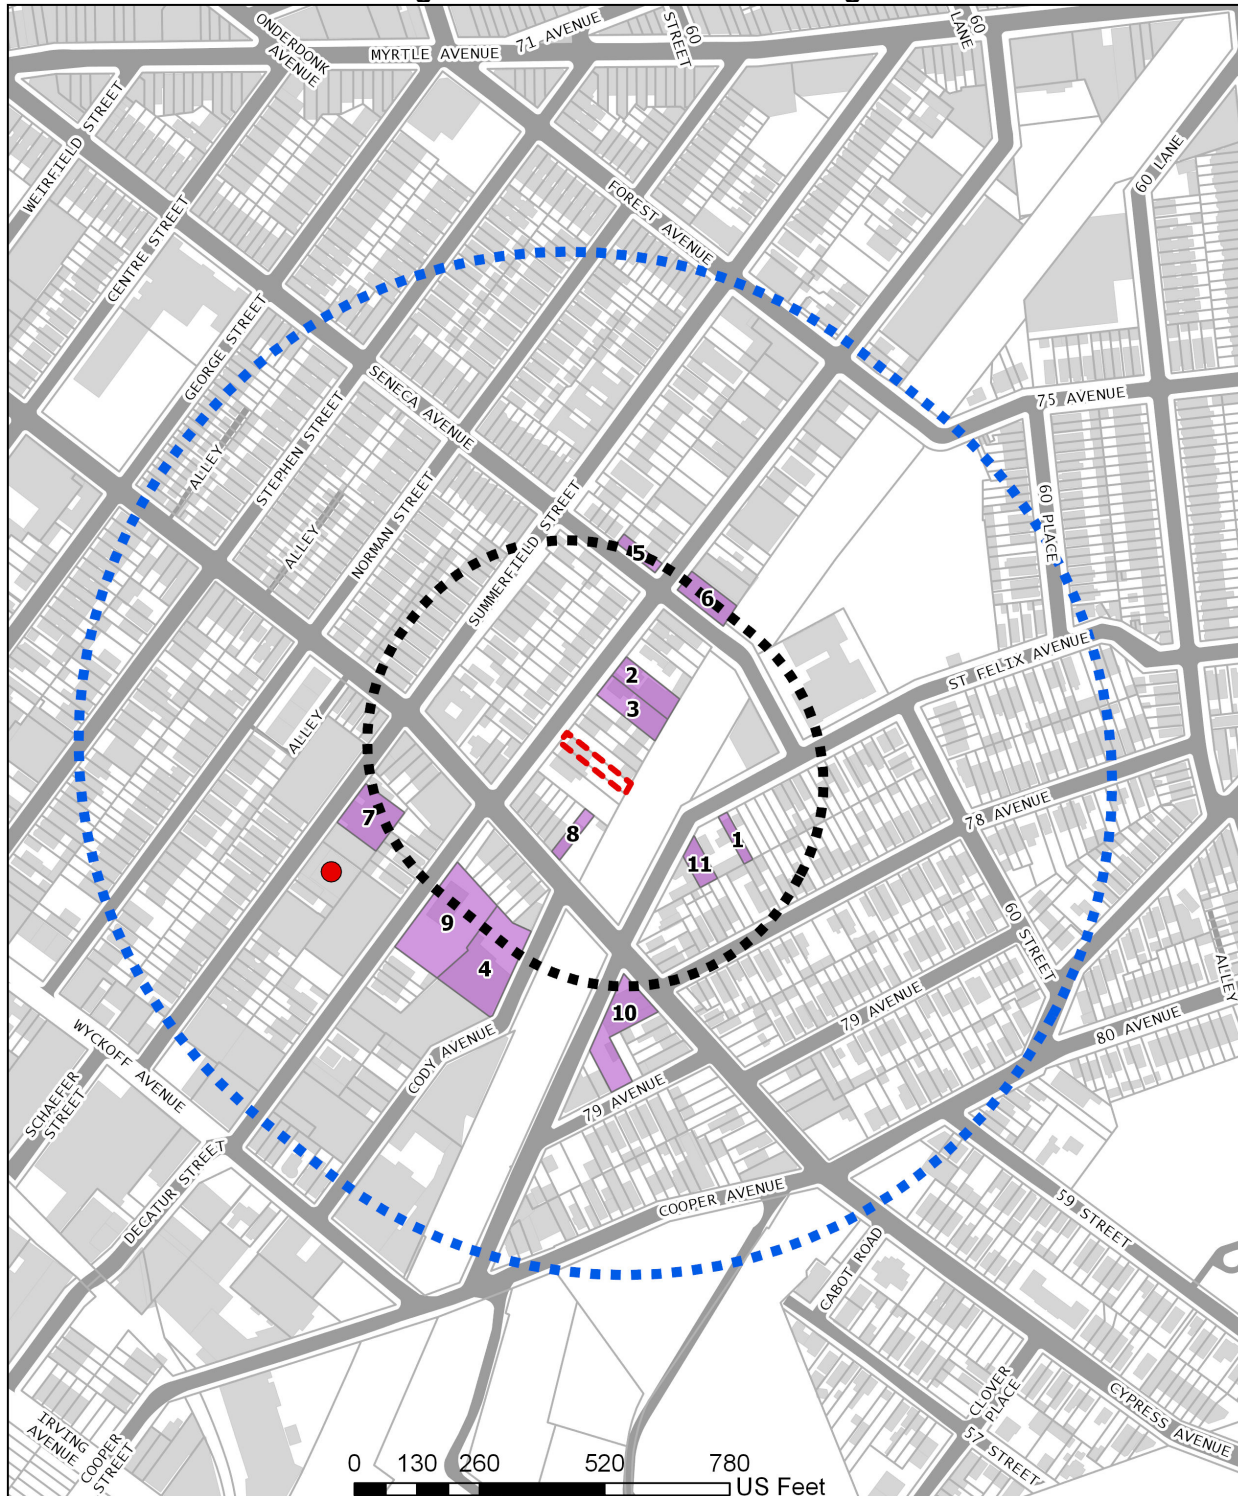 ONDERDONK
AVENUE
MYRTLE AVENUE
71 AVENUE
60
STREET
60
LANE
WEIRFIELD STREET
CENTRE STREET
FOREST AVENUE
60 LANE
GEORGE STREET
SENECA AVENUE
75 AVENUE
ALLEY
STEPHEN STREET
ALLEY
NORMAN STREET
SUMMERFIELD STREET
60 PLACE
5
6
ST FELIX AVENUE
2
3
ALLEY
7
8
1
11
78 AVENUE
9
4
10
60 STREET
ALLEY
79 AVENUE
80 AVENUE
WYCKOFF AVENUE
CODY AVENUE
79 AVENUE
SCHAEFER
STREET
DECATUR STREET
COOPER AVENUE
59 STREET
CABOT ROAD
CLOVER
PLACE
CYPRESS AVENUE
57 STREET
IRVING
AVENUE
COOPER
STREET
0 130 260 520 780
US Feet